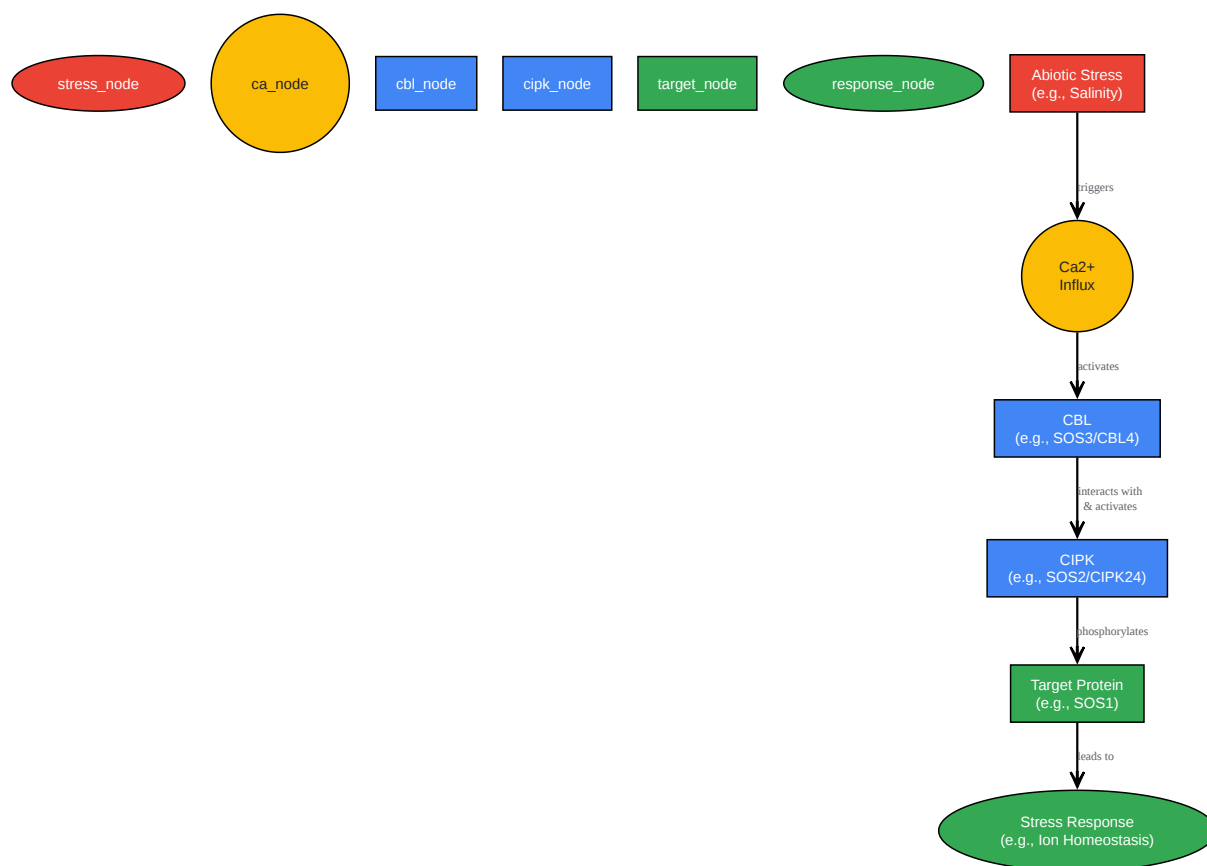 stress_node
ca_node
cbl_node
cipk_node
target_node
response_node
Abiotic Stress
(e.g., Salinity)
triggers
Ca2+
Influx
activates
CBL
(e.g., SOS3/CBL4)
interacts with
& activates
CIPK
(e.g., SOS2/CIPK24)
phosphorylates
Target Protein
(e.g., SOS1)
leads to
Stress Response
(e.g., Ion Homeostasis)